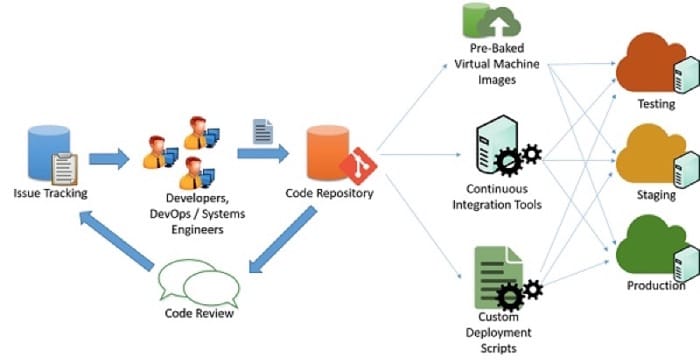 Issue Tracking
Developers,
DevOps / Systems
Engineers
Code Repository
Code Review
Pre-Baked
Virtual Machine
Images
Continuous
Integration Tools
Custom
Deployment
Scripts
Testing
Staging
Production